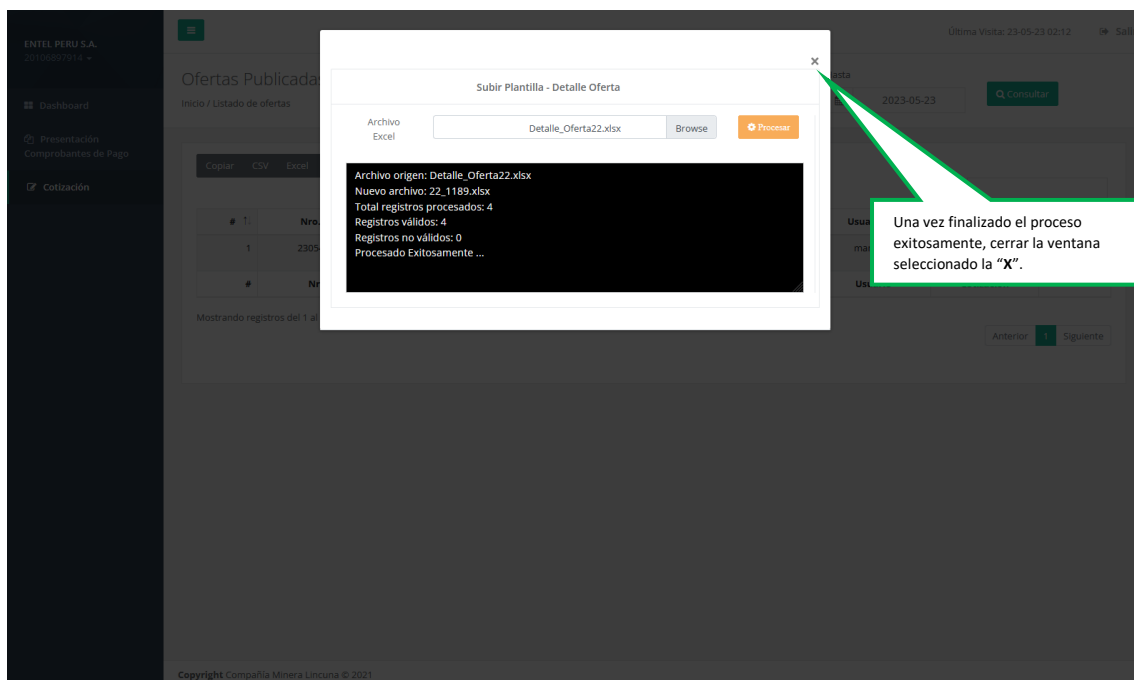 ENTEL PERU S.A.
20106897914
Última Visita: 23-05-23 02:12
Ofertas Publicadas
Inicio / Listado de ofertas
2023-05-23
Consultar
Dashboard
Presentación
Comprobantes de Pago
Cotización
×
Subir Plantilla - Detalle Oferta
Archivo
Excel
Detalle_Oferta22.xlsx Browse Procesar
Archivo origen: Detalle_Oferta22.xlsx
Nuevo archivo: 22_1189.xlsx
Total registros procesados: 4
Registros válidos: 4
Registros no válidos: 0
Procesado Exitosamente ...
Una vez finalizado el proceso
exitosamente, cerrar la ventana
seleccionado la “X”.
Copiar CSV Excel
# Nro.
1 2305
#
Mostrando registros del 1 al
Anterior 1 Siguiente
Copyright Compañía Minera Lincuna © 2021